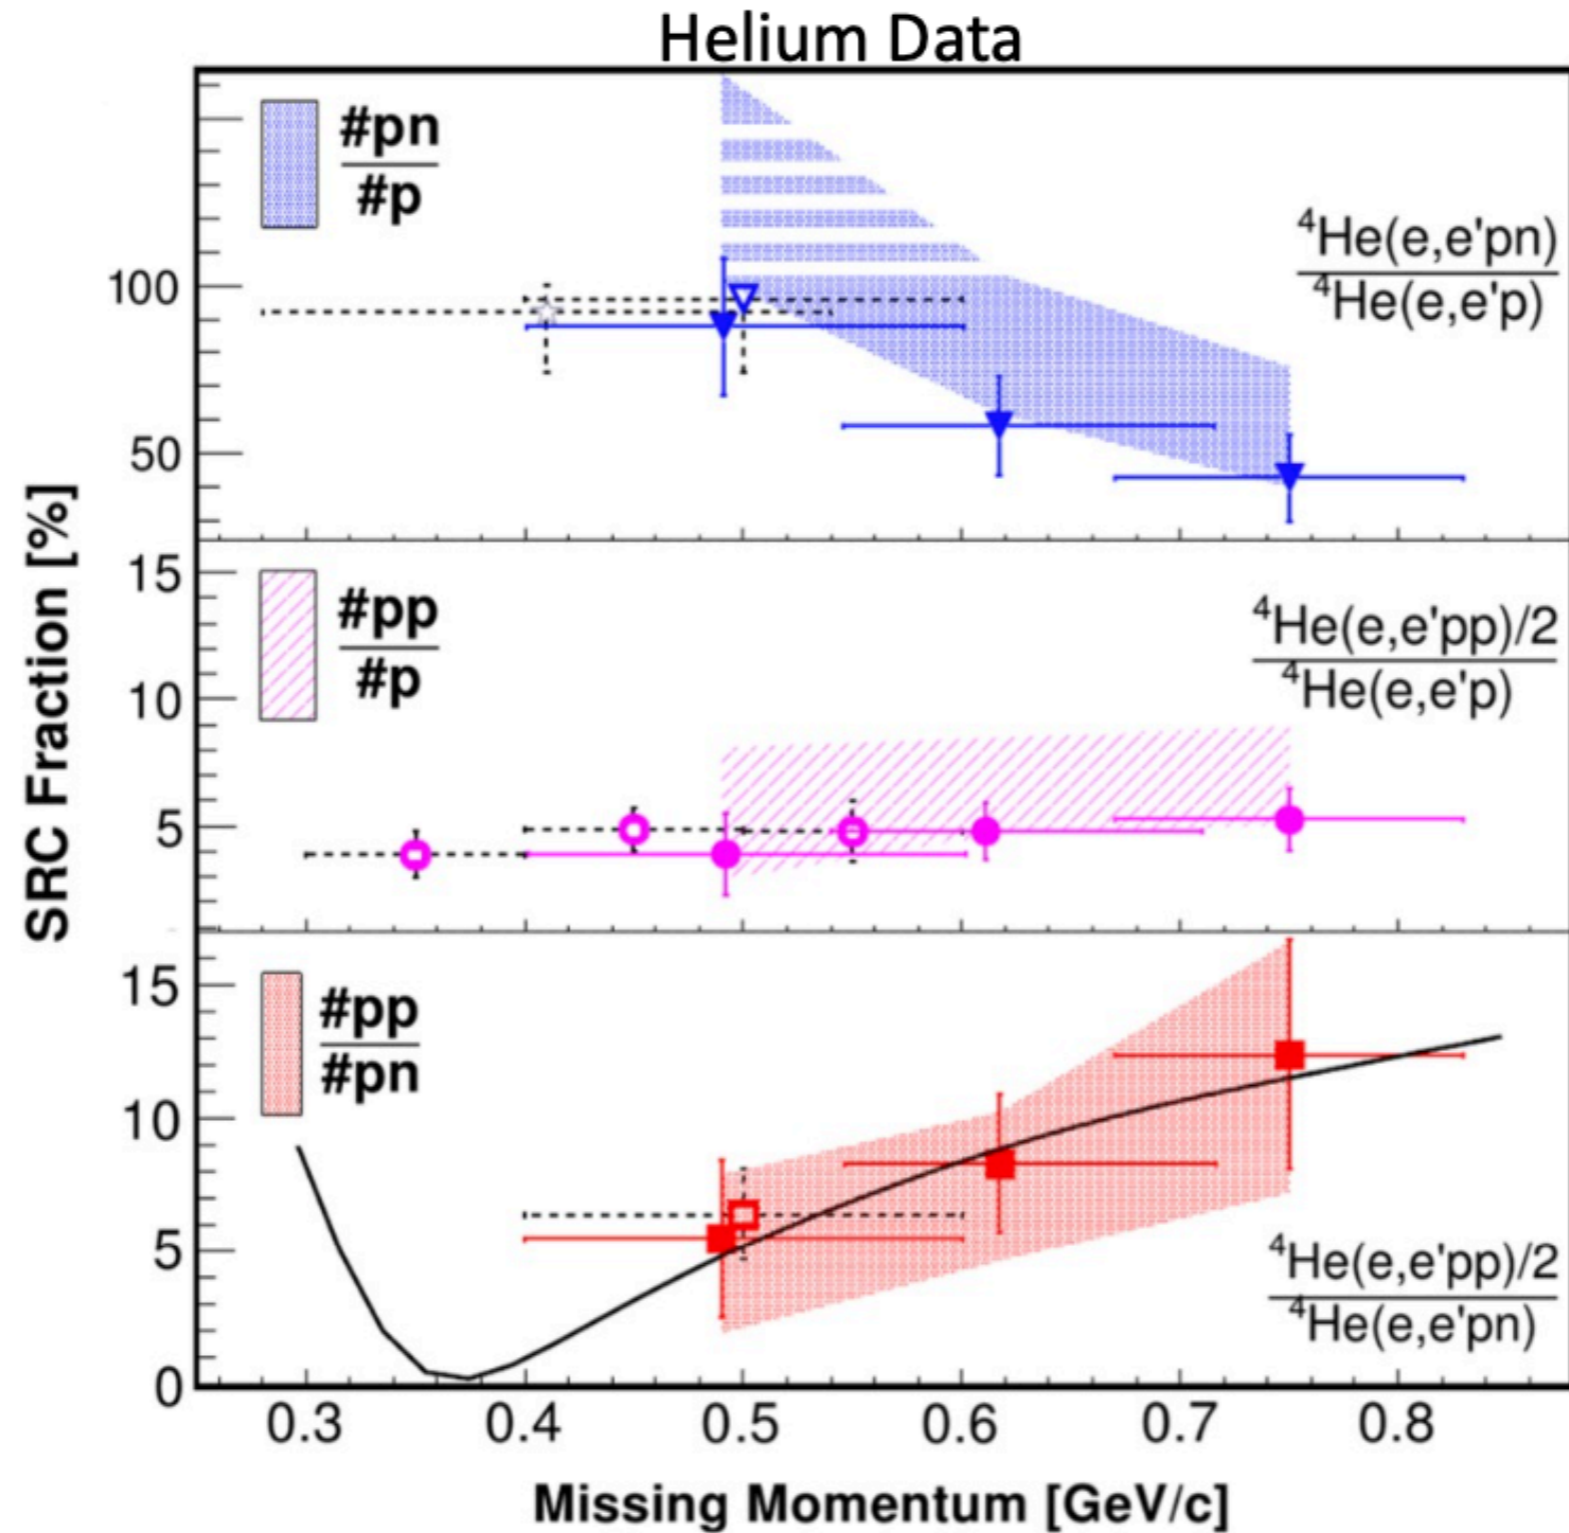 Helium Data
#pn
#p
⁴He(e,e'pn)
⁴He(e,e'p)
100
50
SRC Fraction [%]
15
10
5
#pp
#p
⁴He(e,e'pp)/2
⁴He(e,e'p)
15
10
5
0
#pp
#pn
⁴He(e,e'pp)/2
⁴He(e,e'pn)
0.3 0.4 0.5 0.6 0.7 0.8
Missing Momentum [GeV/c]